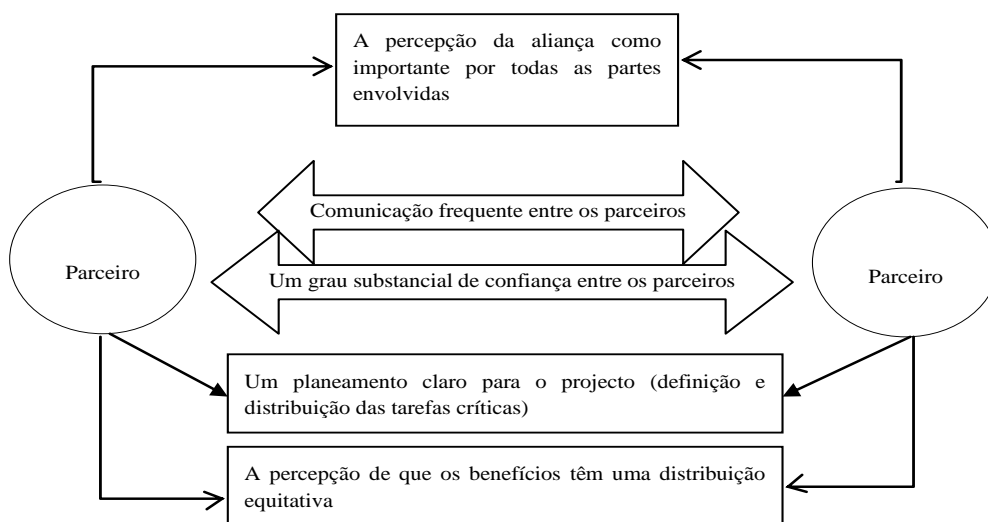 A percepção da aliança como
importante por todas as partes
envolvidas
Comunicação frequente entre os parceiros
Um grau substancial de confiança entre os parceiros
Parceiro
Parceiro
Um planeamento claro para o projecto (definição e
distribuição das tarefas críticas)
A percepção de que os benefícios têm uma distribuição
equitativa